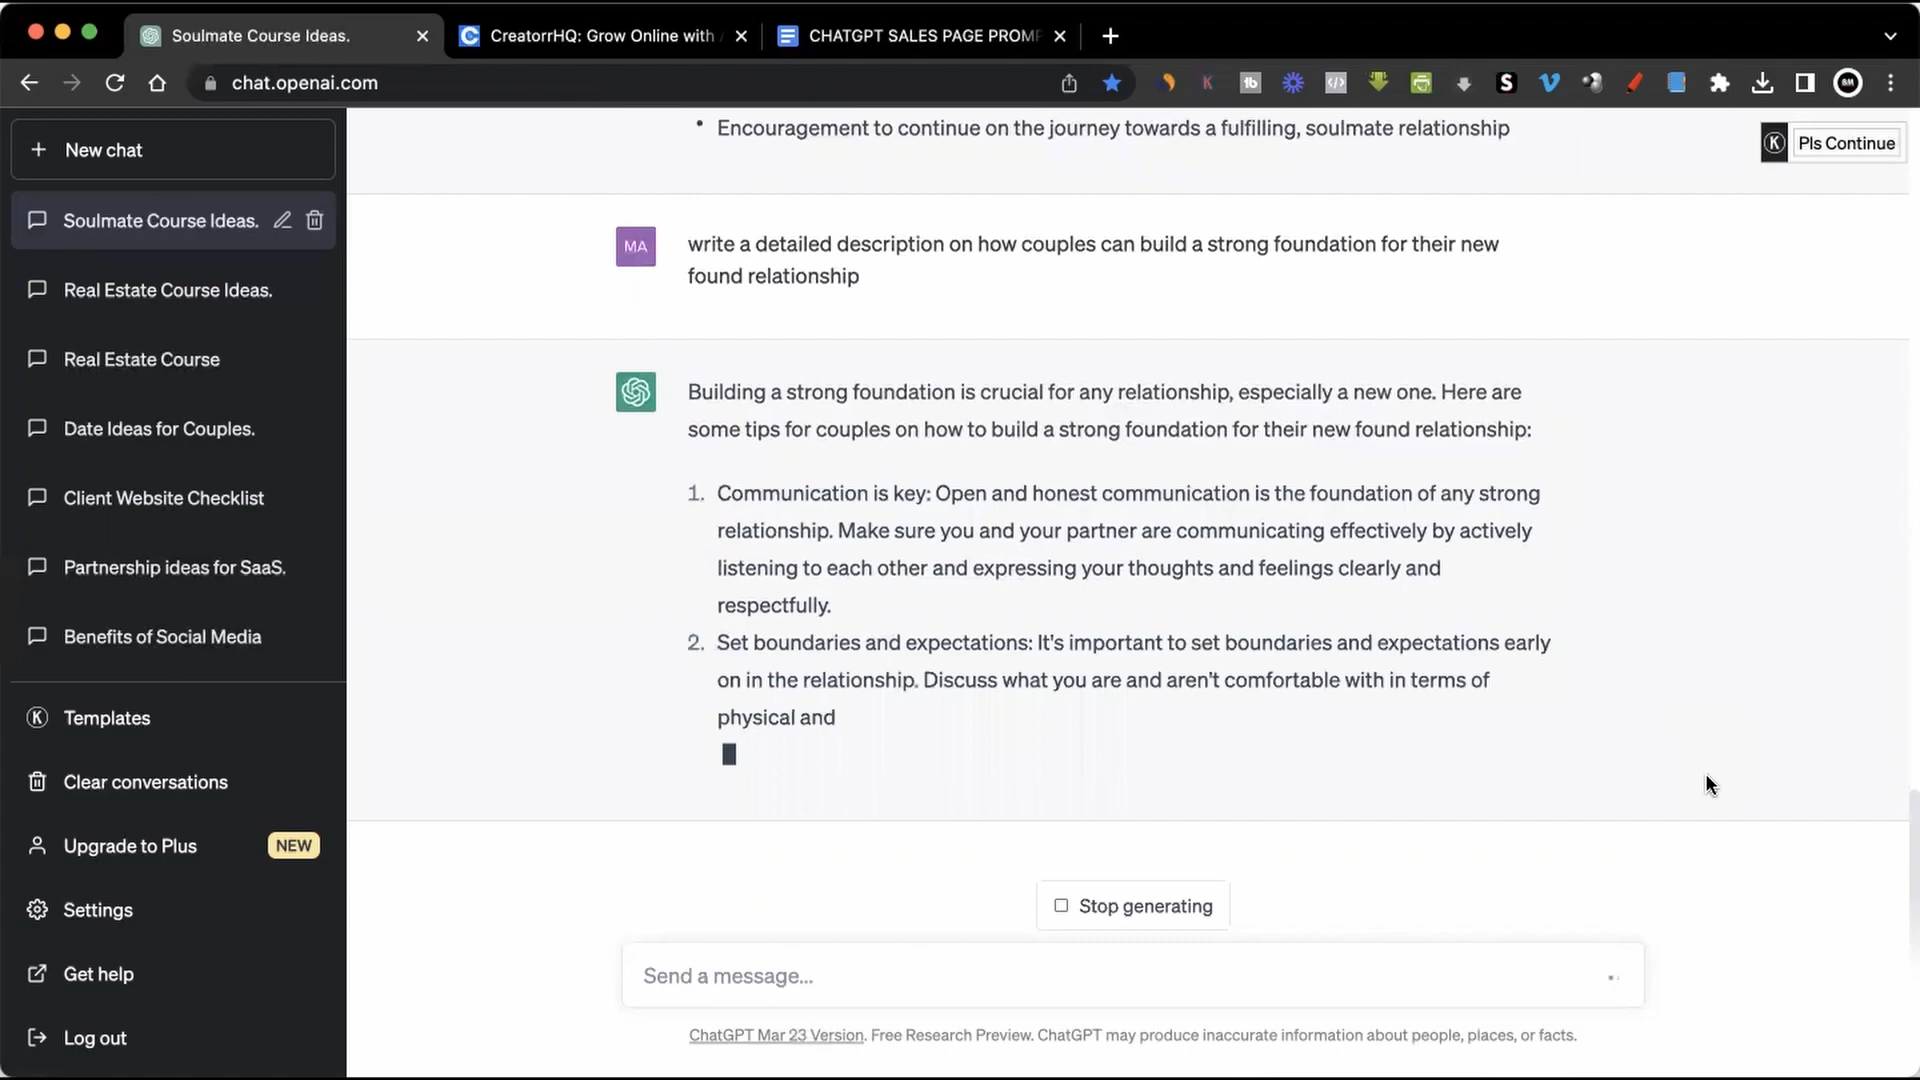 Soulmate Course Ideas.
CreatorrHQ: Grow Online with
CHATGPT SALES PAGE PROMP
chat.openai.com
New chat
Soulmate Course Ideas.
Real Estate Course Ideas.
Real Estate Course
Date Ideas for Couples.
Client Website Checklist
Partnership ideas for SaaS.
Benefits of Social Media
Templates
Clear conversations
Upgrade to Plus NEW
Settings
Get help
Log out
• Encouragement to continue on the journey towards a fulfilling, soulmate relationship
K Pls Continue
MA
write a detailed description on how couples can build a strong foundation for their new
found relationship
Building a strong foundation is crucial for any relationship, especially a new one. Here are
some tips for couples on how to build a strong foundation for their new found relationship:
1. Communication is key: Open and honest communication is the foundation of any strong
relationship. Make sure you and your partner are communicating effectively by actively
listening to each other and expressing your thoughts and feelings clearly and
respectfully.
2. Set boundaries and expectations: It's important to set boundaries and expectations early
on in the relationship. Discuss what you are and aren't comfortable with in terms of
physical and
Stop generating
Send a message...
ChatGPT Mar 23 Version. Free Research Preview. ChatGPT may produce inaccurate information about people, places, or facts.